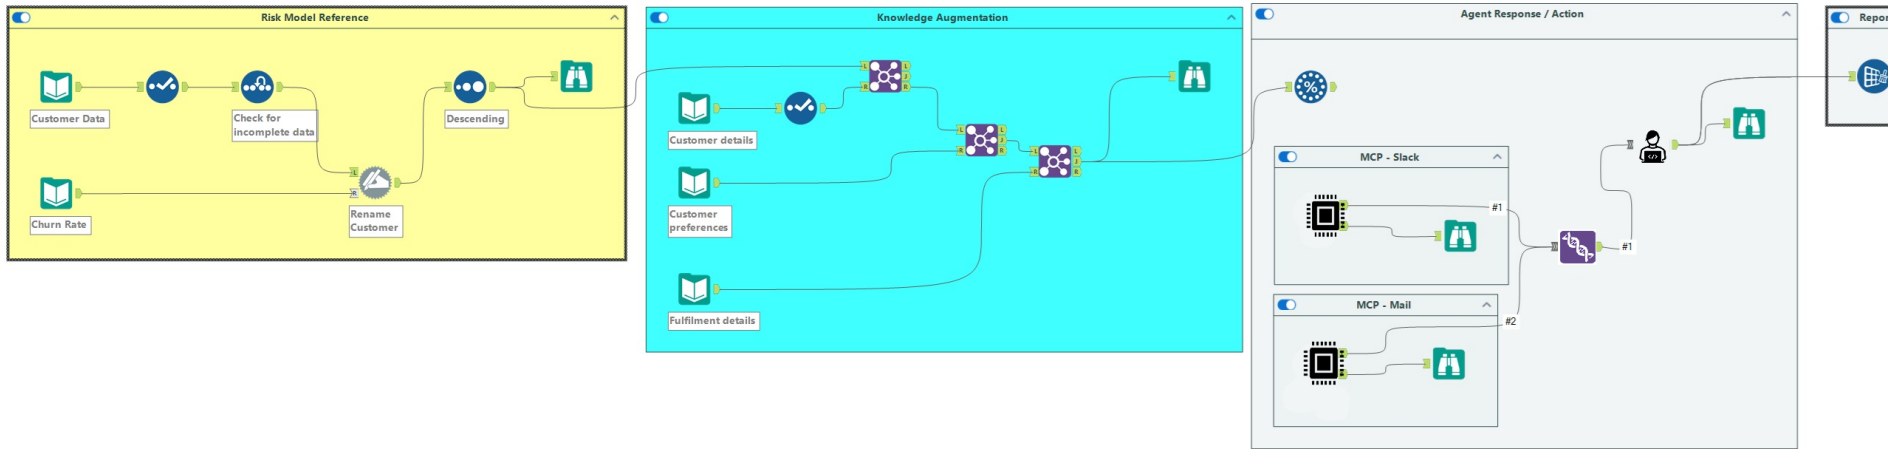 Risk Model Reference
Customer Data
Check for
incomplete data
Descending
Churn Rate
Rename
Customer
Knowledge Augmentation
Customer details
Customer
preferences
Fulfilment details
L
J
R
L
R
L
J
R
L
R
L
J
R
L
R
L
R
Agent Response / Action
%
MCP - Slack
#1
#1
MCP - Mail
#2
</>
Repor